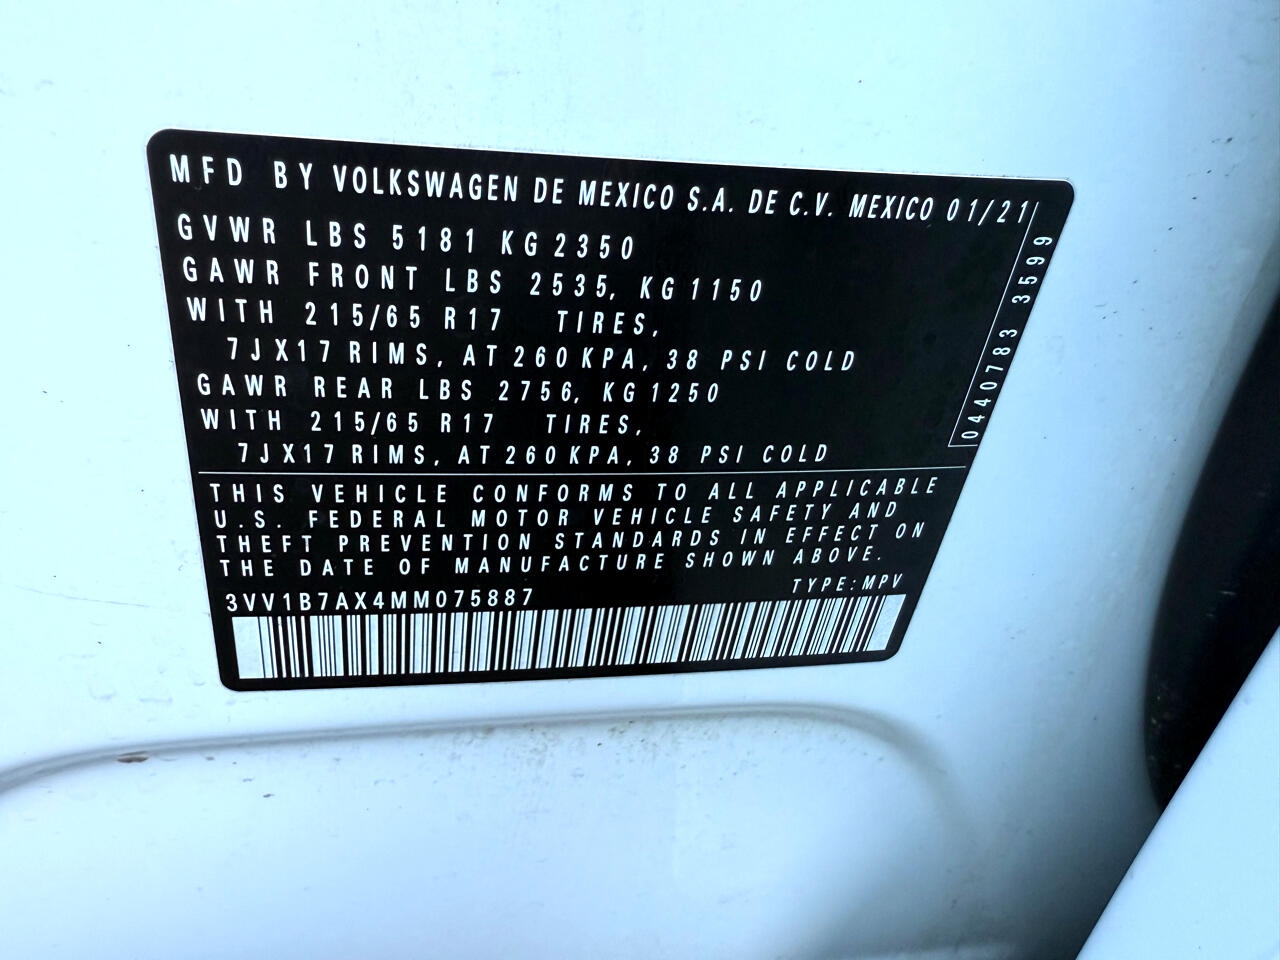 MFD BY VOLKSWAGEN DE MEXICO S.A. DE C.V. MEXICO 01/21
GVWR LBS 5181 KG 2350
GAWR FRONT LBS 2535, KG 1150
WITH 215/65 R17 TIRES,
7J X 17 RIMS, AT 260 KPA, 38 PSI COLD
GAWR REAR LBS 2756, KG 1250
WITH 215/65 R17 TIRES,
7J X 17 RIMS, AT 260 KPA, 38 PSI COLD
0440783 3599
THIS VEHICLE CONFORMS TO ALL APPLICABLE
U.S. FEDERAL MOTOR VEHICLE SAFETY AND
THEFT PREVENTION STANDARDS IN EFFECT ON
THE DATE OF MANUFACTURE SHOWN ABOVE.
3VV1B7AX4MM075887 TYPE: MPV